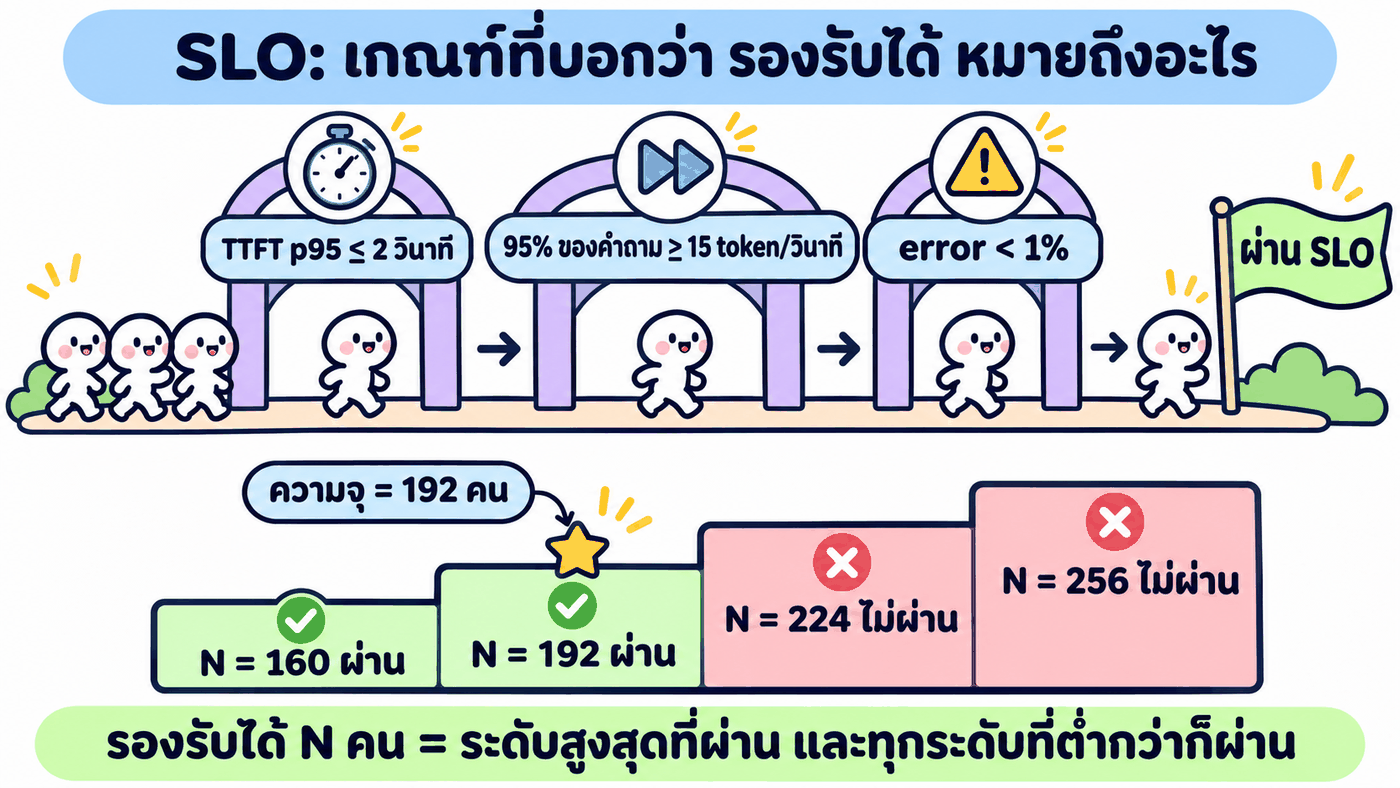 SLO: เกณฑ์ที่บอกว่า รองรับได้ หมายถึงอะไร
TTFT p95 ≤ 2 วินาที
95% ของคำถาม ≥ 15 token/วินาที
error < 1%
ผ่าน SLO
ความจุ = 192 คน
N = 160 ผ่าน
N = 192 ผ่าน
N = 224 ไม่ผ่าน
N = 256 ไม่ผ่าน
รองรับได้ N คน = ระดับสูงสุดที่ผ่าน และทุกระดับที่ต่ำกว่าก็ผ่าน